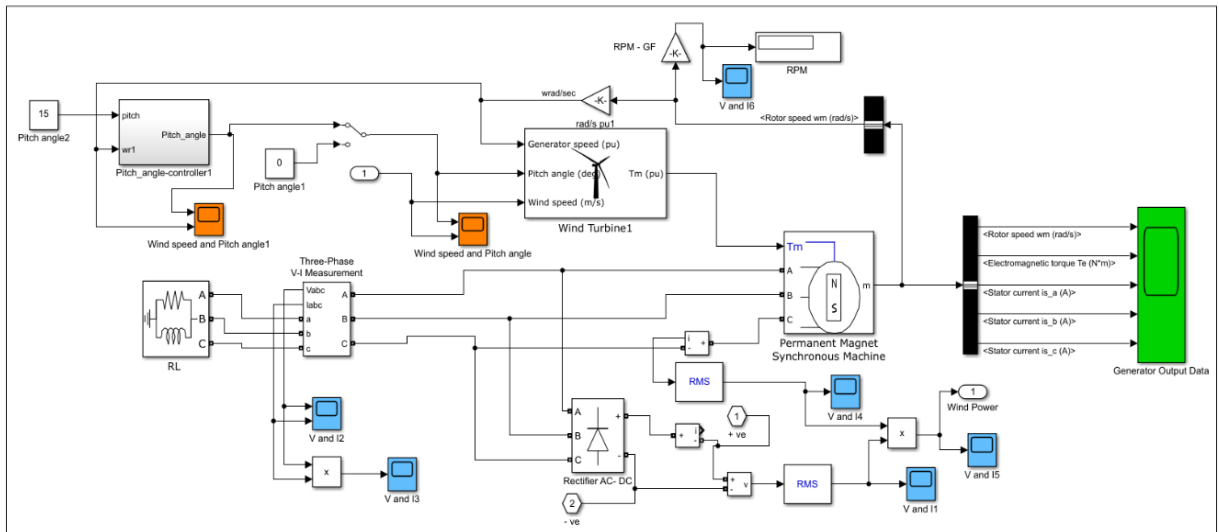 RPM - GF
-K-
RPM
V and I6
wrad/sec
-K-
rad/s pu1
<Rotor speed wm (rad/s)>
15
Pitch angle2
pitch
wr1
Pitch_angle
Pitch_angle-controller1
0
Pitch angle1
1
Generator speed (pu)
Pitch angle (deg)
Wind speed (m/s)
Tm (pu)
Wind Turbine1
Wind speed and Pitch angle1
Wind speed and Pitch angle
<Rotor speed wm (rad/s)>
<Electromagnetic torque Te (N*m)>
<Stator current is_a (A)>
<Stator current is_b (A)>
<Stator current is_c (A)>
Generator Output Data
Tm
A
B
C
N
S
m
Permanent Magnet
Synchronous Machine
Three-Phase
V-I Measurement
Vabc
Iabc
a
b
c
A
B
C
A
B
C
RL
i
+
-
RMS
V and I4
1
+ ve
1
Wind Power
x
V and I5
A
B
C
+
-
Rectifier AC- DC
+
i
-
+
-
v
RMS
V and I1
2
- ve
V and I2
x
V and I3